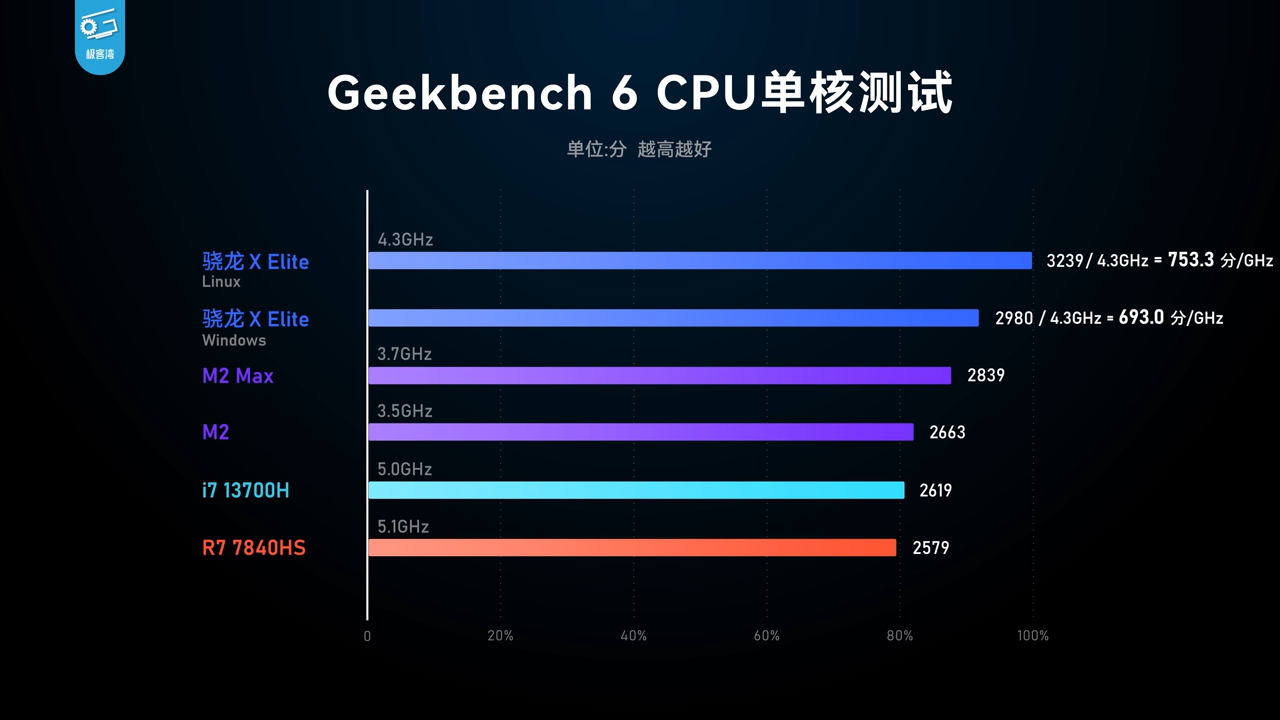 极客湾
Geekbench 6 CPU单核测试
单位:分 越高越好
4.3GHz
骁龙 X Elite
Linux
3239 / 4.3GHz = 753.3 分/GHz
骁龙 X Elite
Windows
2980 / 4.3GHz = 693.0 分/GHz
3.7GHz
M2 Max
2839
3.5GHz
M2
2663
5.0GHz
i7 13700H
2619
5.1GHz
R7 7840HS
2579
0 20% 40% 60% 80% 100%